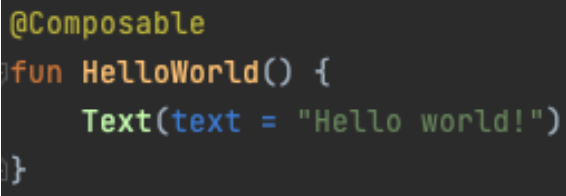 @Composable
fun HelloWorld() {
    Text(text = "Hello world!")
}